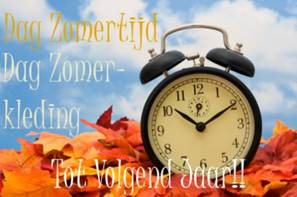 Dag Zomertijd
Dag Zomer-
kleding
Tot Volgend Jaar!!